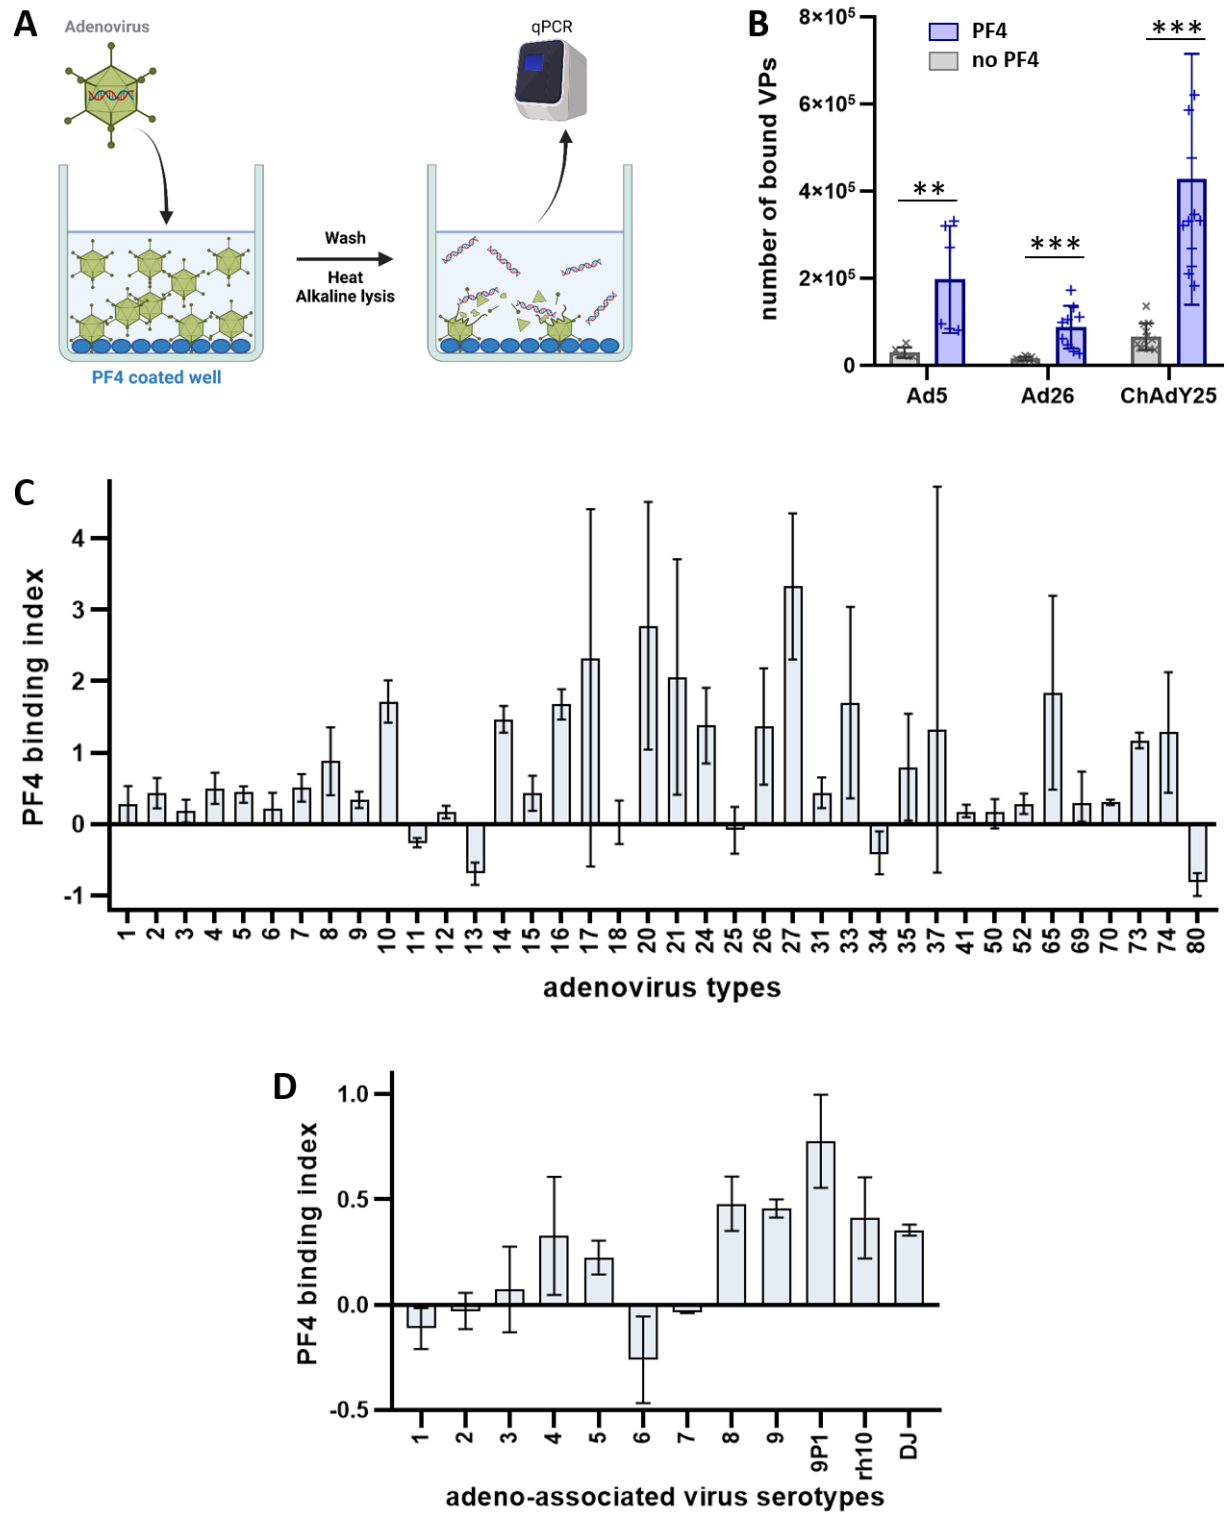 A
Adenovirus
qPCR
Wash
Heat
Alkaline lysis
PF4 coated well
B
number of bound VPs
8×10⁵
6×10⁵
4×10⁵
2×10⁵
0
PF4
no PF4
**
***
***
Ad5
Ad26
ChAdY25
C
PF4 binding index
4
3
2
1
0
-1
1 2 3 4 5 6 7 8 9 10 11 12 13 14 15 16 17 18 20 21 24 25 26 27 31 33 34 35 37 41 50 52 65 69 70 73 74 80
adenovirus types
D
PF4 binding index
1.0
0.5
0.0
-0.5
1 2 3 4 5 6 7 8 9 9P1 rh10 DJ
adeno-associated virus serotypes